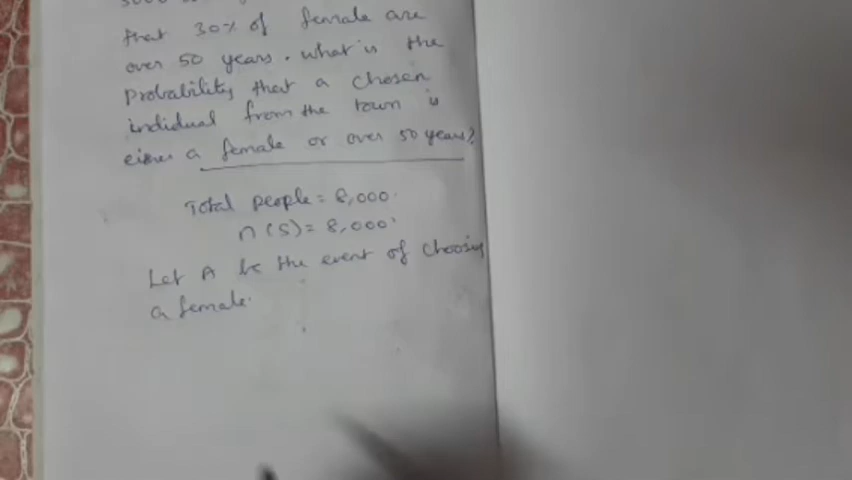 that 30% of female are
over 50 years. what is the
probability that a chosen
indidual from the town is
either a female or over 50 years?
Total people = 8,000.
n(S) = 8,000.
Let A be the event of choosing
a female.